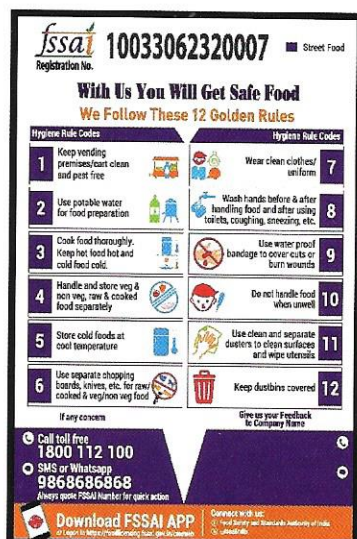 fssai
Registration No.
10033062320007
Street Food
With Us You Will Get Safe Food
We Follow These 12 Golden Rules
Hygiene Rule Codes
1
Keep vending
premises/cart clean
and pest free
2
Use potable water
for food preparation
3
Cook food thoroughly.
Keep hot food hot and
cold food cold.
4
Handle and store veg &
non veg, raw & cooked
food separately
5
Store cold foods at
cool temperature
6
Use separate chopping
boards, knives, etc. for raw/
cooked & veg/non veg food
Hygiene Rule Codes
Wear clean clothes/
uniform
7
Wash hands before & after
handling food and after using
toilets, coughing, sneezing, etc.
8
Use water proof
bandage to cover cuts or
burn wounds
9
Do not handle food
when unwell
10
Use clean and separate
dusters to clean surfaces
and wipe utensils
11
Keep dustbins covered
12
If any concern
Call toll free
1800 112 100
SMS or Whatsapp
9868686868
Always quote FSSAI Number for quick action
Give us your Feedback
to Company Name
Download FSSAI APP
Connect with us:
Food Safety and Standards Authority of India